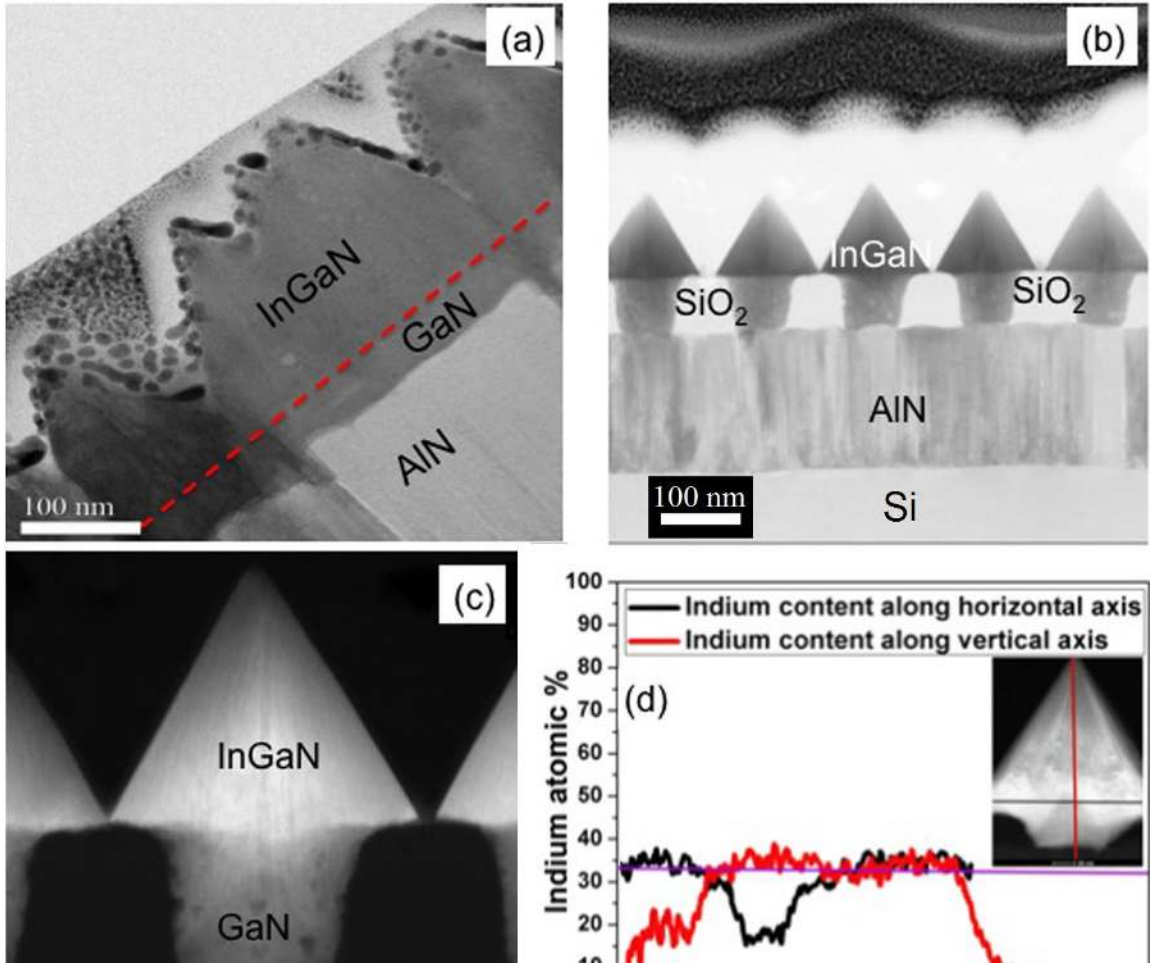 (a)
InGaN
GaN
AlN
100 nm
(b)
InGaN
SiO2
SiO2
AlN
100 nm
Si
(c)
InGaN
GaN
100
90
80
70
60
50
40
30
20
10
Indium atomic %
Indium content along horizontal axis
Indium content along vertical axis
(d)